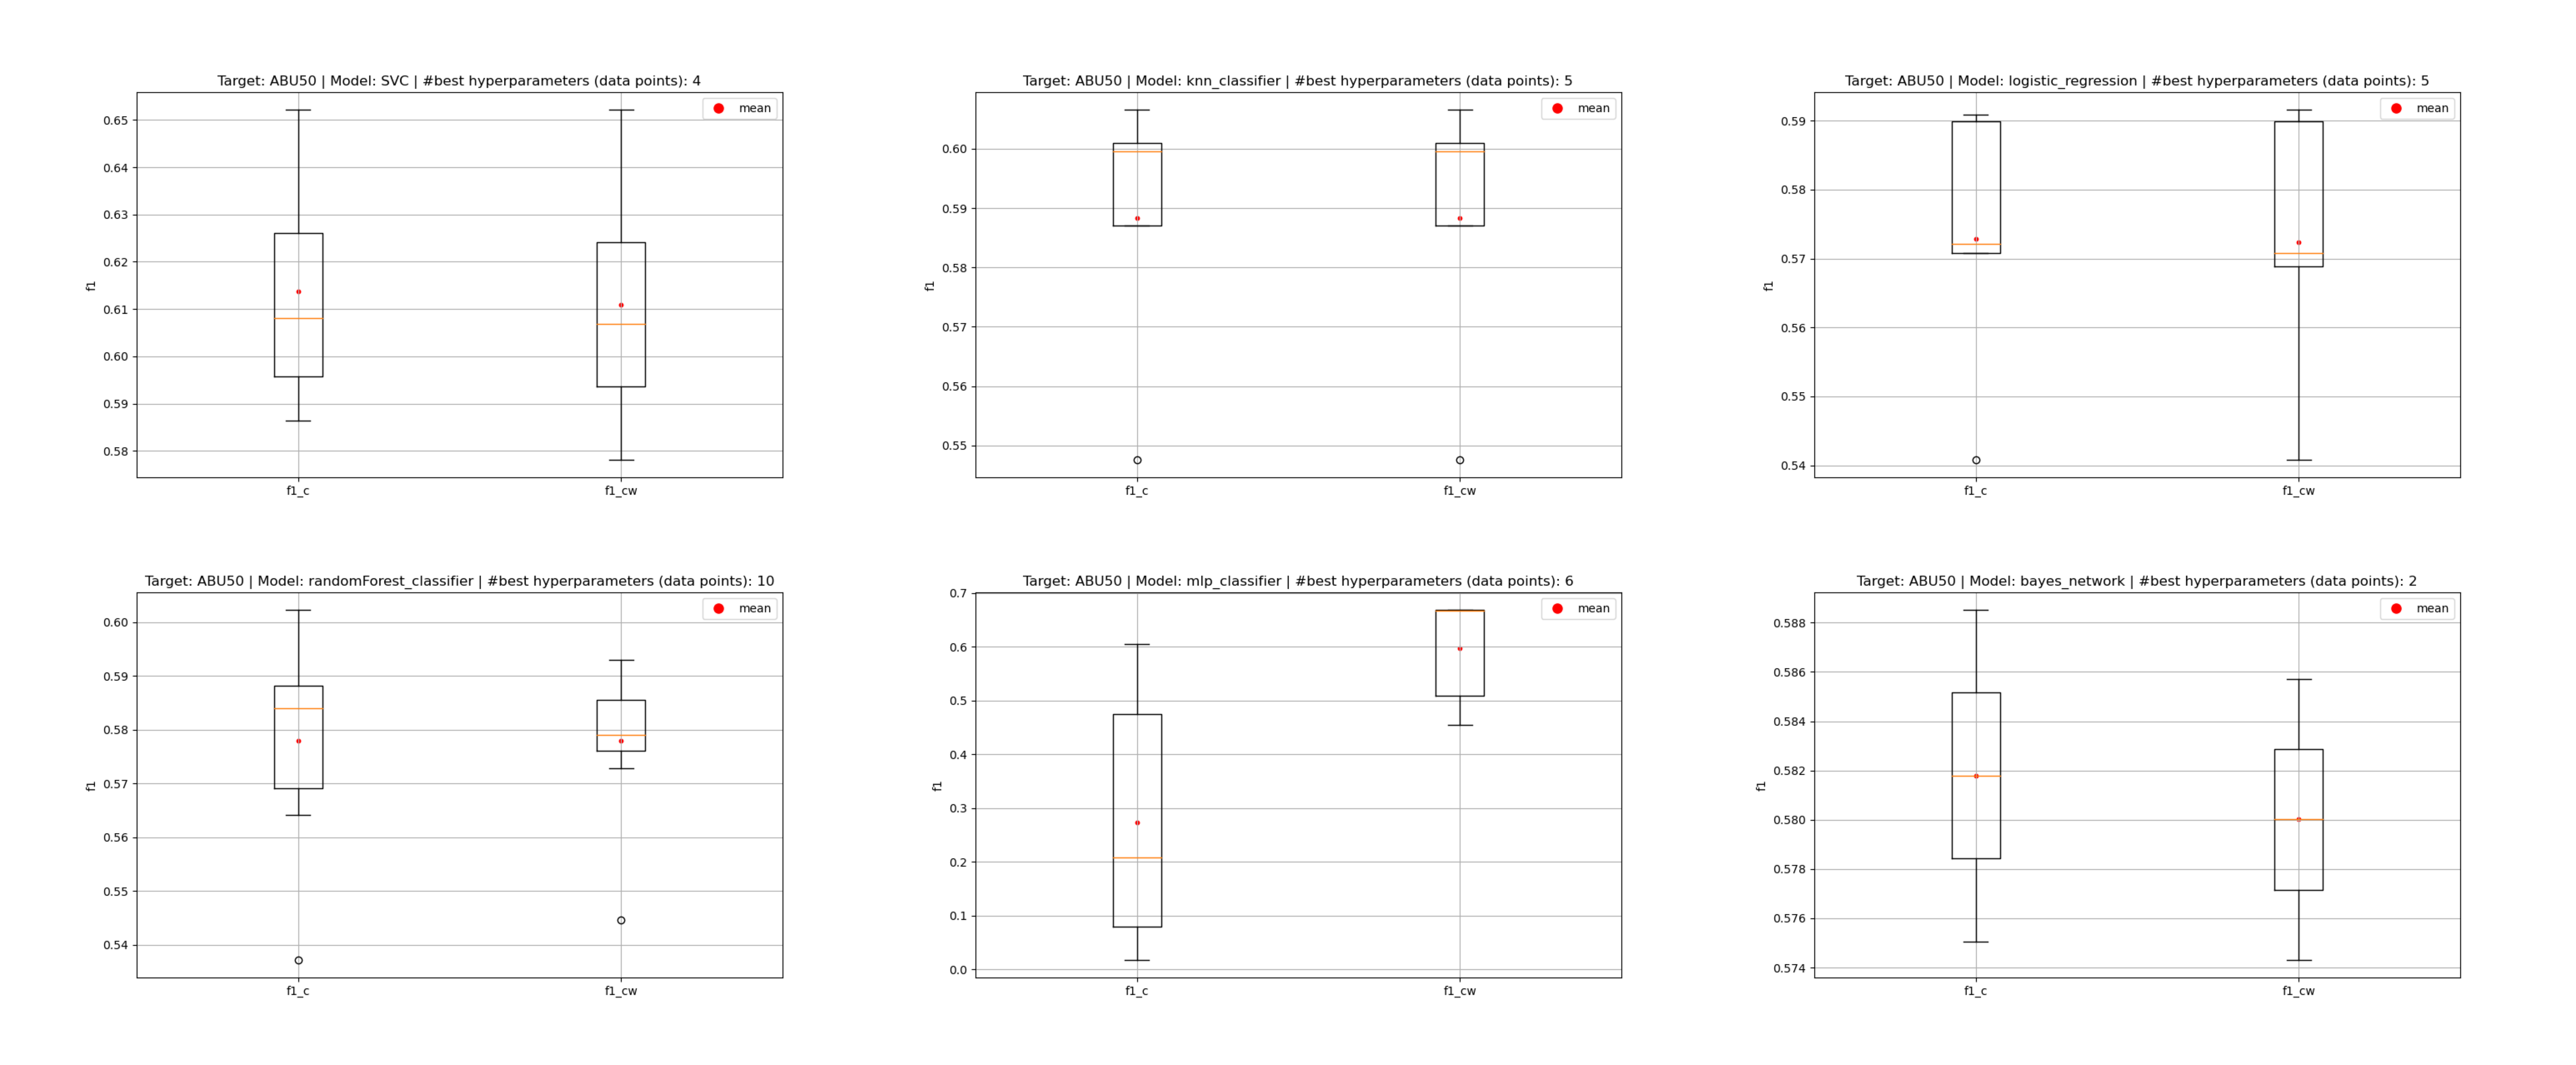 Target: ABU50 | Model: SVC | #best hyperparameters (data points): 4
mean
0.65
0.64
0.63
0.62
0.61
0.60
0.59
0.58
f1
f1_c
f1_cw
Target: ABU50 | Model: knn_classifier | #best hyperparameters (data points): 5
mean
0.60
0.59
0.58
0.57
0.56
0.55
f1
f1_c
f1_cw
Target: ABU50 | Model: logistic_regression | #best hyperparameters (data points): 5
mean
0.59
0.58
0.57
0.56
0.55
0.54
f1
f1_c
f1_cw
Target: ABU50 | Model: randomForest_classifier | #best hyperparameters (data points): 10
mean
0.60
0.59
0.58
0.57
0.56
0.55
0.54
f1
f1_c
f1_cw
Target: ABU50 | Model: mlp_classifier | #best hyperparameters (data points): 6
mean
0.7
0.6
0.5
0.4
0.3
0.2
0.1
0.0
f1
f1_c
f1_cw
Target: ABU50 | Model: bayes_network | #best hyperparameters (data points): 2
mean
0.588
0.586
0.584
0.582
0.580
0.578
0.576
0.574
f1
f1_c
f1_cw